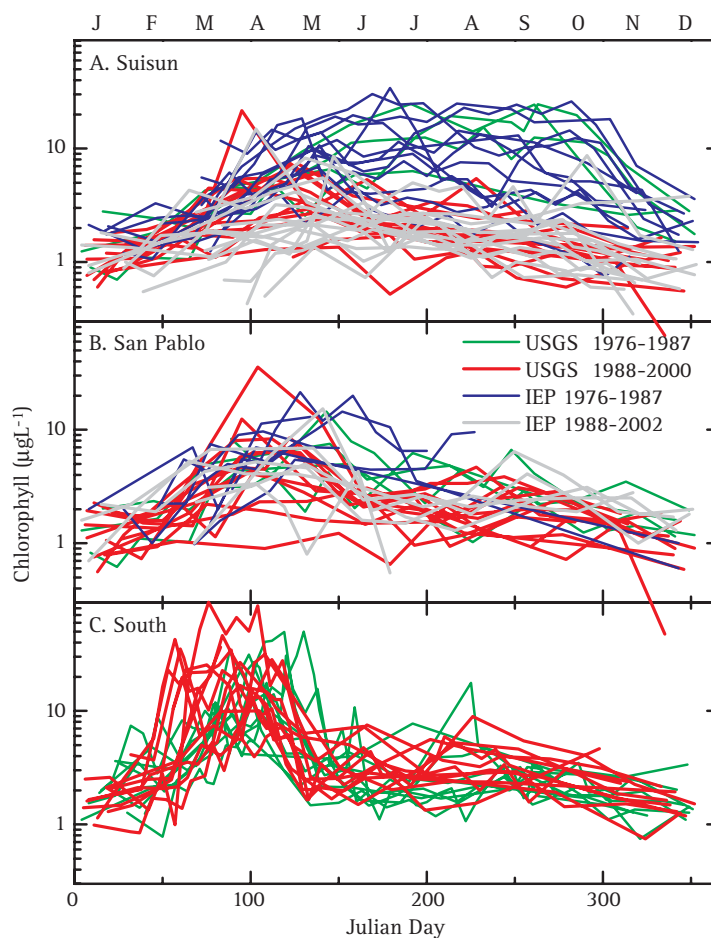 J F M A M J J A S O N D
A. Suisun
10
1
B. San Pablo
USGS 1976-1987
USGS 1988-2000
IEP 1976-1987
IEP 1988-2002
10
1
Chlorophyll (µgL⁻¹)
C. South
10
1
0 100 200 300
Julian Day